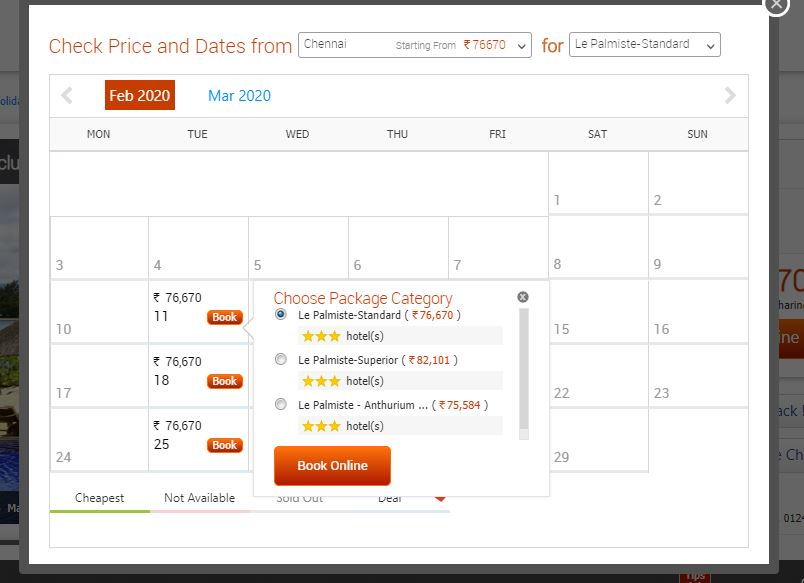 Check Price and Dates from Chennai Starting From ₹ 76670 for Le Palmiste-Standard
Feb 2020 Mar 2020
MON TUE WED THU FRI SAT SUN
1 2
3 4 5 6 7 8 9
₹ 76,670
10 11 Book 15 16
₹ 76,670
17 18 Book 22 23
₹ 76,670
24 25 Book 29
Choose Package Category
Le Palmiste-Standard ( ₹ 76,670 )
hotel(s)
Le Palmiste-Superior ( ₹ 82,101 )
hotel(s)
Le Palmiste - Anthurium ... ( ₹ 75,584 )
hotel(s)
Book Online
Cheapest Not Available Sold Out Deal
Tips